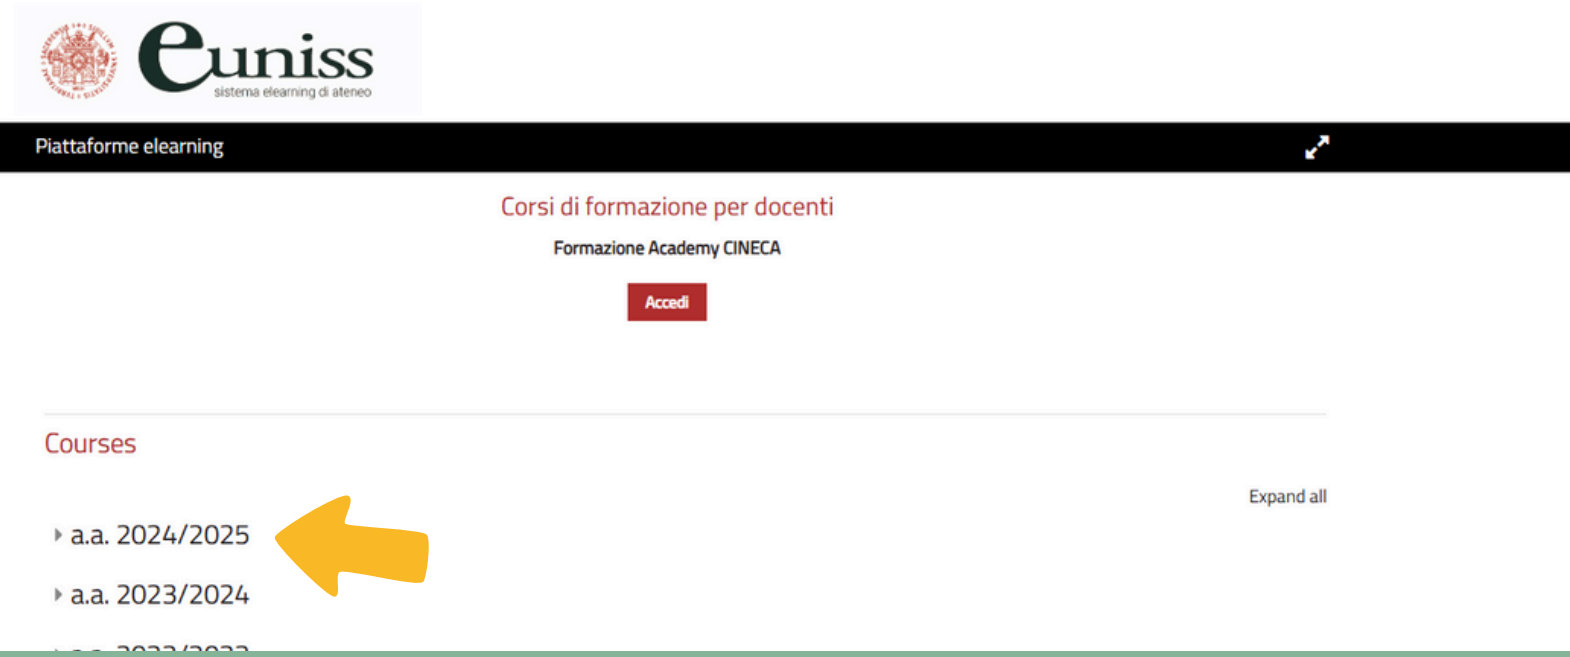 euniss
sistema elearning di ateneo
Piattaforme elearning
Corsi di formazione per docenti
Formazione Academy CINECA
Accedi
Courses
Expand all
a.a. 2024/2025
a.a. 2023/2024